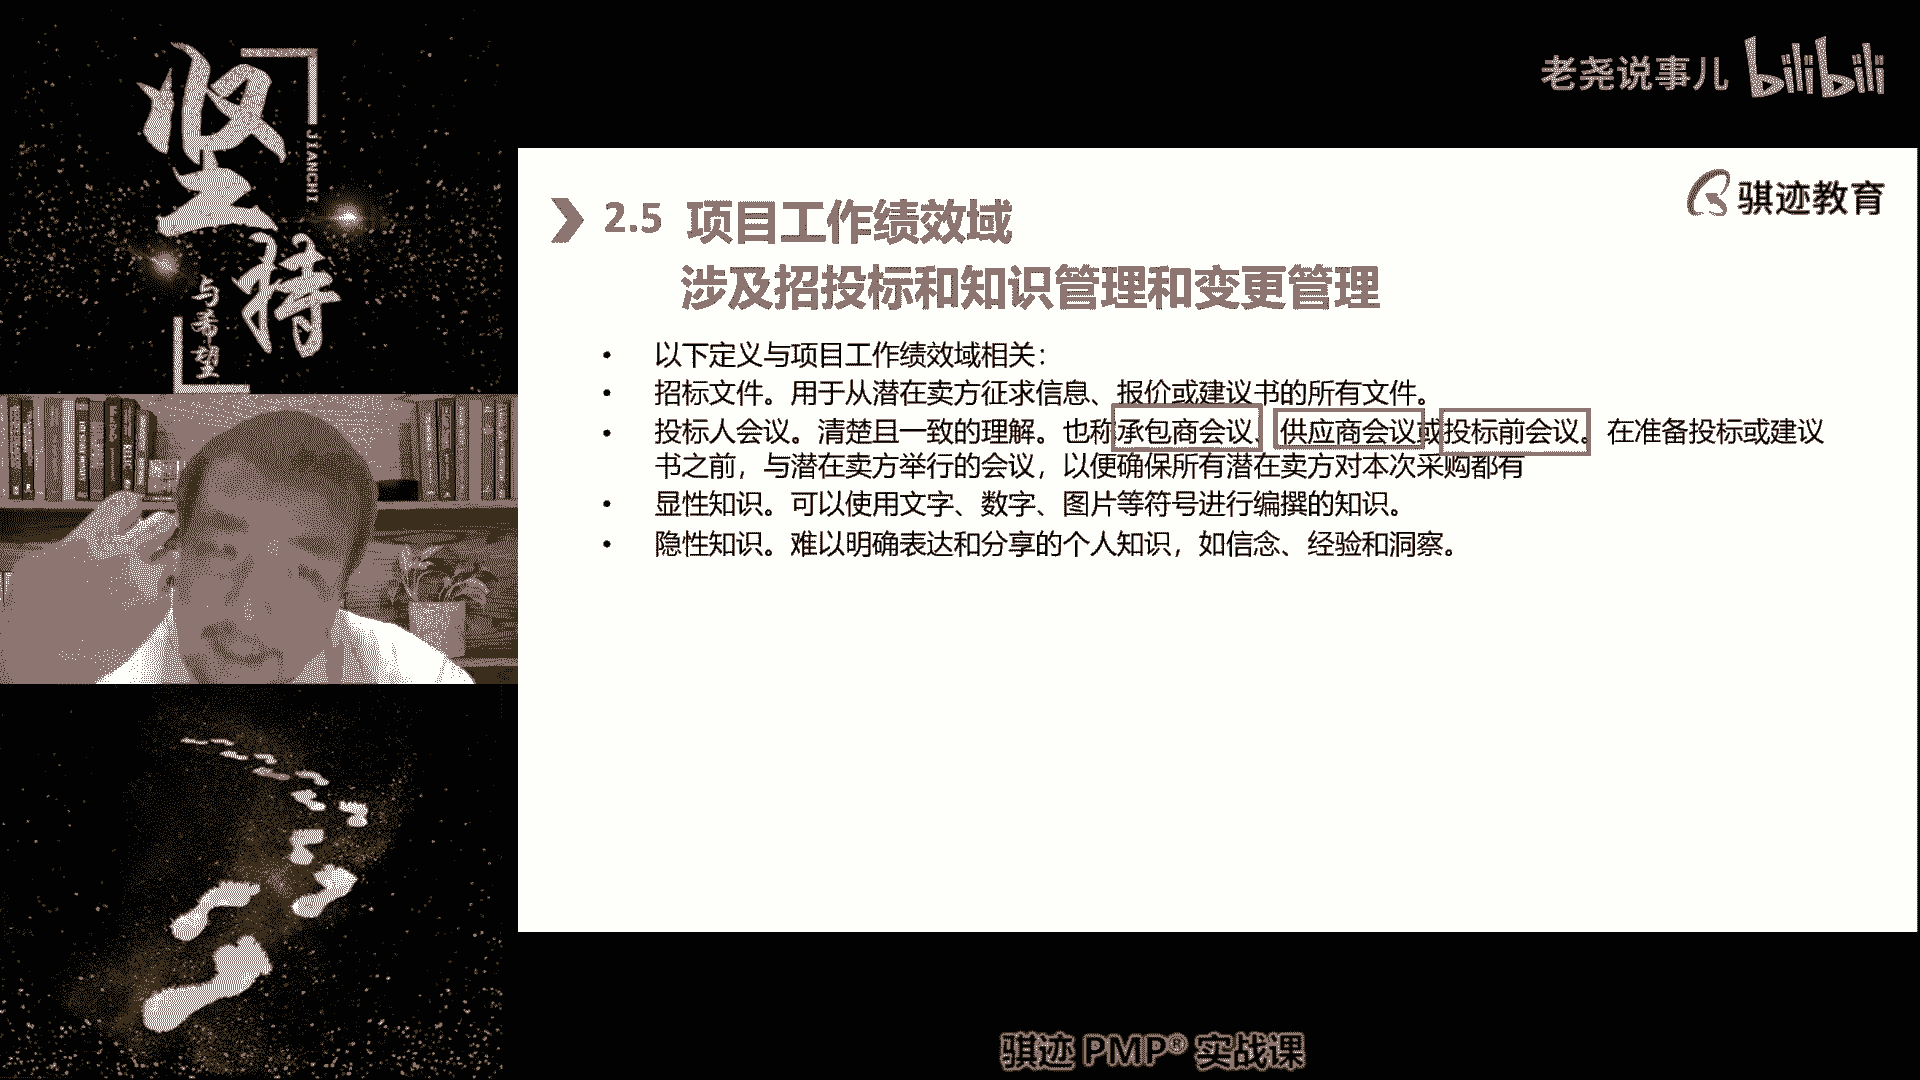 坚持
JIANCHI
与希望
老尧说事儿 bilibili
骐迹教育
2.5 项目工作绩效域
涉及招投标和知识管理和变更管理
• 以下定义与项目工作绩效域相关：
• 招标文件。用于从潜在卖方征求信息、报价或建议书的所有文件。
• 投标人会议。清楚且一致的理解。也称承包商会议、供应商会议或投标前会议。在准备投标或建议
书之前，与潜在卖方举行的会议，以便确保所有潜在卖方对本次采购都有
• 显性知识。可以使用文字、数字、图片等符号进行编撰的知识。
• 隐性知识。难以明确表达和分享的个人知识，如信念、经验和洞察。
骐迹 PMP® 实战课